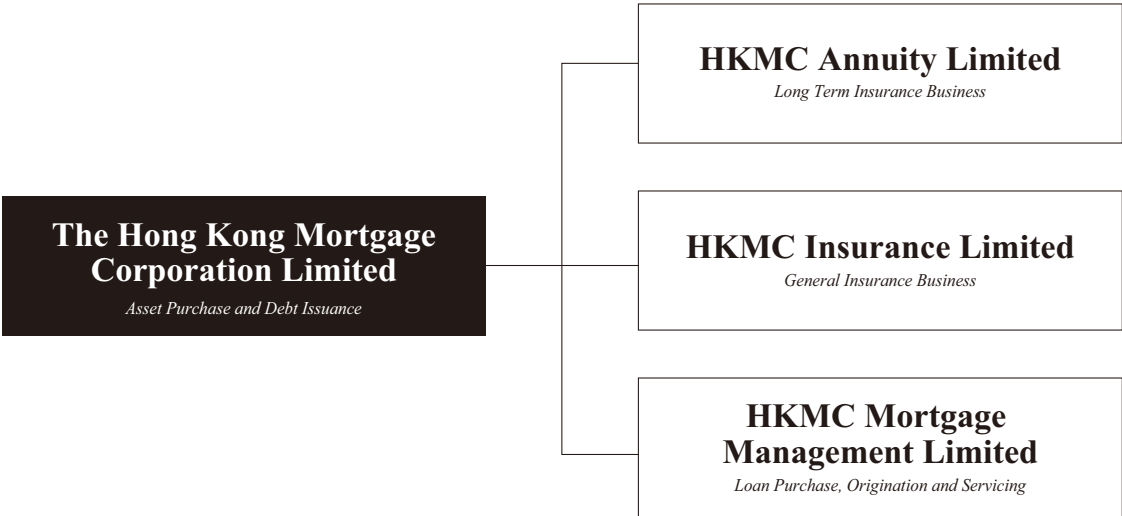 HKMC Annuity Limited
Long Term Insurance Business
The Hong Kong Mortgage
Corporation Limited
Asset Purchase and Debt Issuance
HKMC Insurance Limited
General Insurance Business
HKMC Mortgage
Management Limited
Loan Purchase, Origination and Servicing